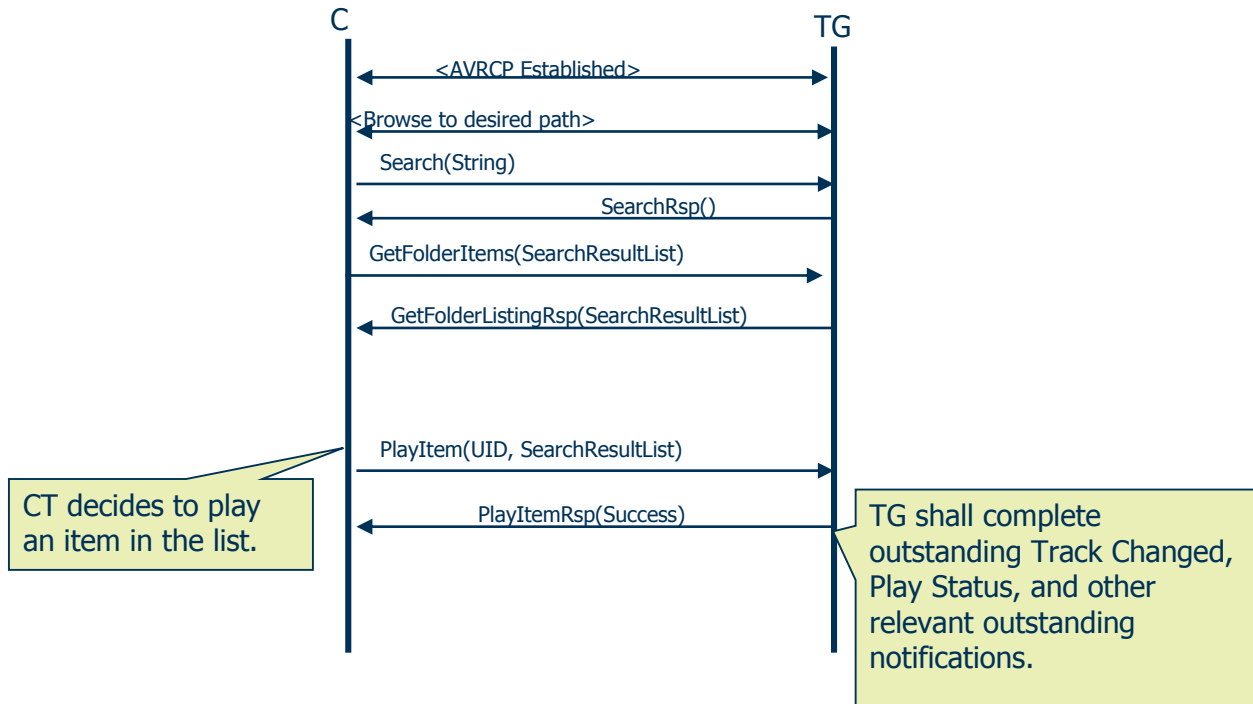 C
TG
<AVRCP Established>
<Browse to desired path>
Search(String)
SearchRsp()
GetFolderItems(SearchResultList)
GetFolderListingRsp(SearchResultList)
PlayItem(UID, SearchResultList)
CT decides to play
an item in the list.
PlayItemRsp(Success)
TG shall complete
outstanding Track Changed,
Play Status, and other
relevant outstanding
notifications.